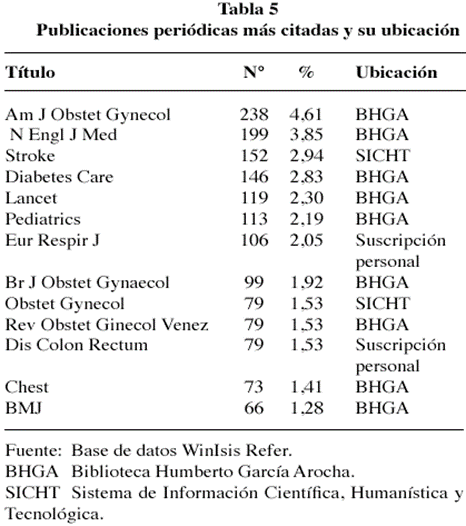 Tabla 5
Publicaciones periódicas más citadas y su ubicación
Título N° % Ubicación
Am J Obstet Gynecol 238 4,61 BHGA
N Engl J Med 199 3,85 BHGA
Stroke 152 2,94 SICHT
Diabetes Care 146 2,83 BHGA
Lancet 119 2,30 BHGA
Pediatrics 113 2,19 BHGA
Eur Respir J 106 2,05 Suscripción
personal
Br J Obstet Gynaecol 99 1,92 BHGA
Obstet Gynecol 79 1,53 SICHT
Rev Obstet Ginecol Venez 79 1,53 BHGA
Dis Colon Rectum 79 1,53 Suscripción
personal
Chest 73 1,41 BHGA
BMJ 66 1,28 BHGA
Fuente: Base de datos WinIsis Refer.
BHGA Biblioteca Humberto García Arocha.
SICHT Sistema de Información Científica, Humanística y
Tecnológica.